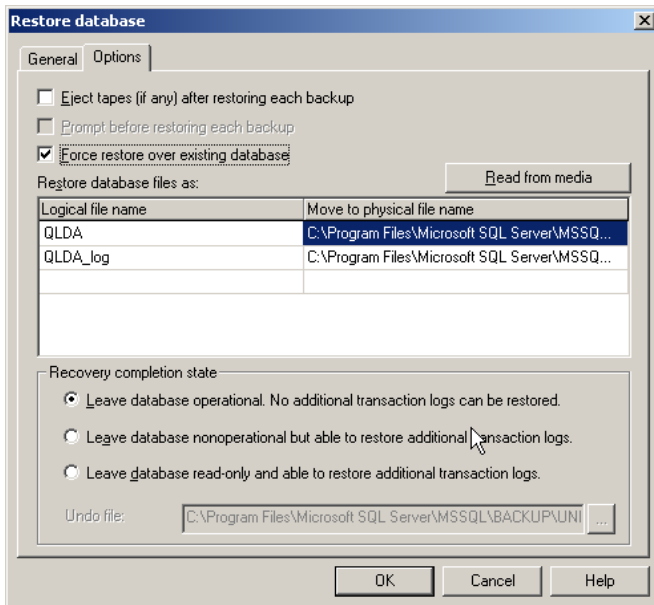 Restore database
General Options
Eject tapes (if any) after restoring each backup
Prompt before restoring each backup
Force restore over existing database
Restore database files as:
Read from media
Logical file name Move to physical file name
QLDA C:\Program Files\Microsoft SQL Server\MSSQ...
QLDA_log C:\Program Files\Microsoft SQL Server\MSSQ...
Recovery completion state
Leave database operational. No additional transaction logs can be restored.
Leave database nonoperational but able to restore additional transaction logs.
Leave database read-only and able to restore additional transaction logs.
Undo file: C:\Program Files\Microsoft SQL Server\MSSQL\BACKUP\UNI ...
OK Cancel Help